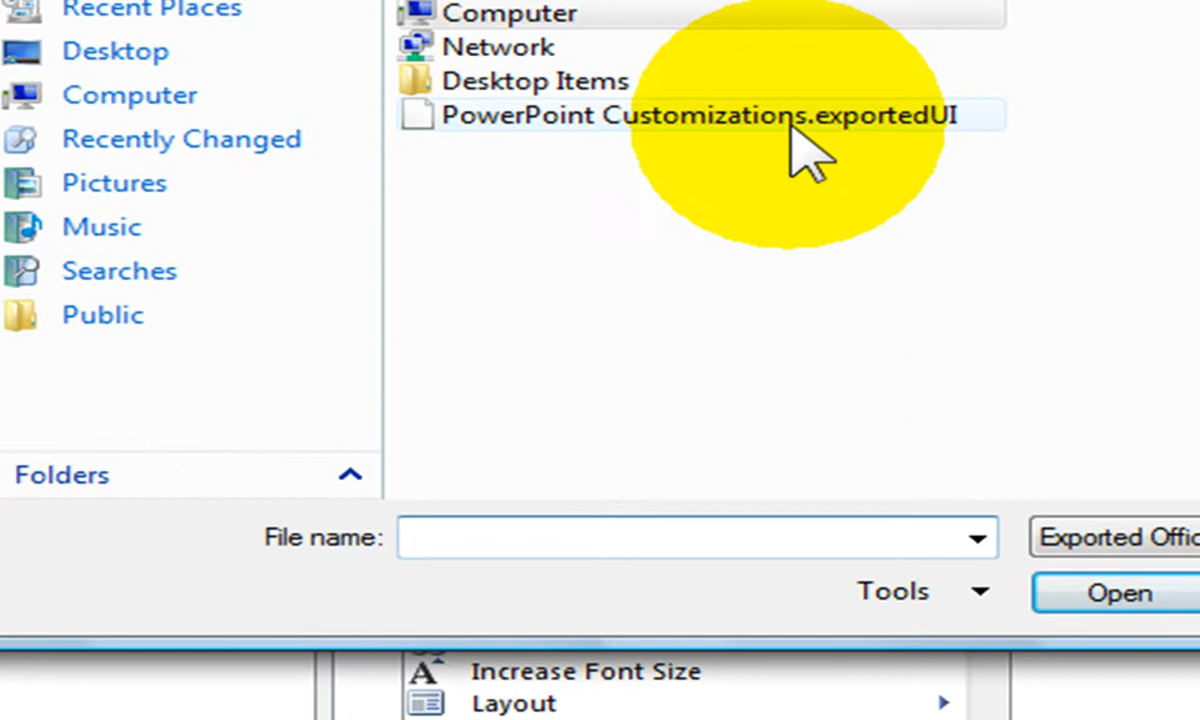 Recent Places
Desktop
Computer
Recently Changed
Pictures
Music
Searches
Public
Folders
Computer
Network
Desktop Items
PowerPoint Customizations.exportedUI
File name:
Exported Offic
Tools
Open
Increase Font Size
Layout